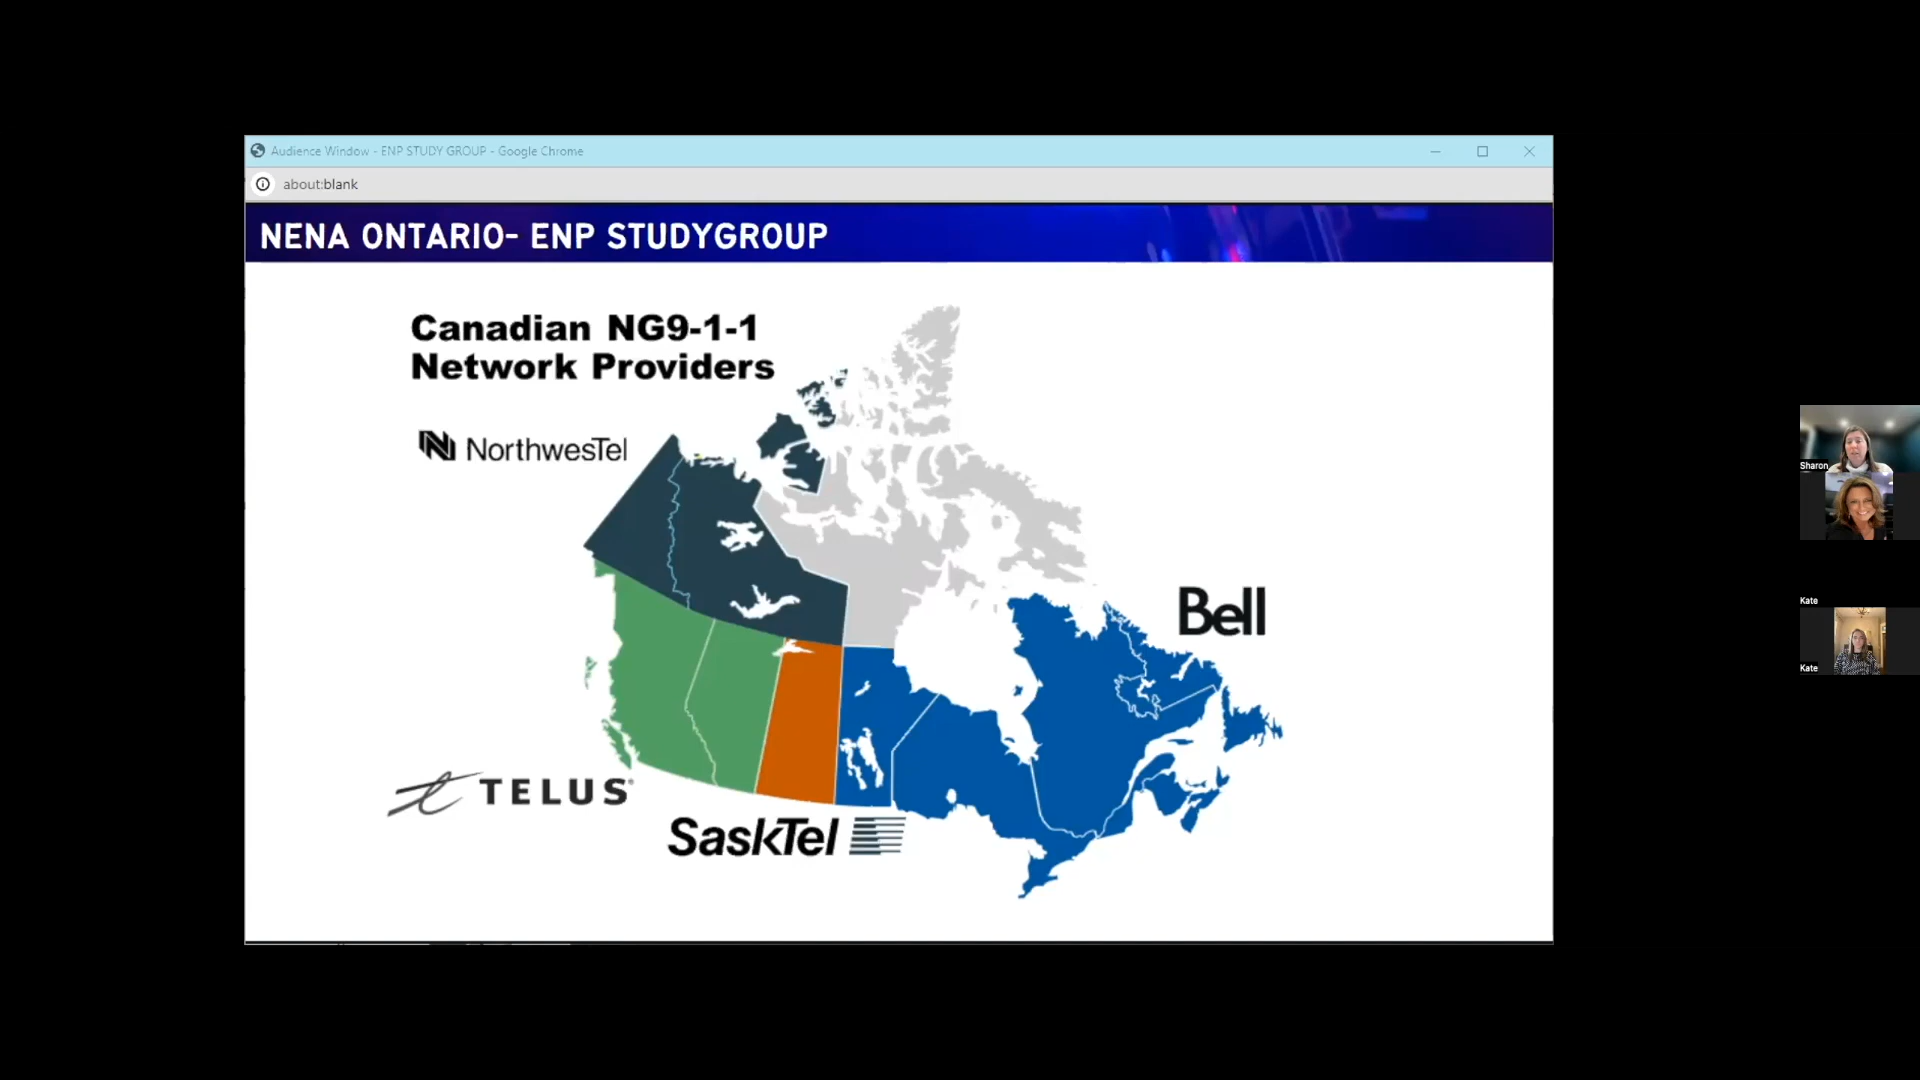 Audience Window - ENP STUDY GROUP - Google Chrome
about:blank
NENA ONTARIO- ENP STUDYGROUP
Canadian NG9-1-1
Network Providers
NorthwesTel
Bell
TELUS
SaskTel
Sharon
Kate
Kate